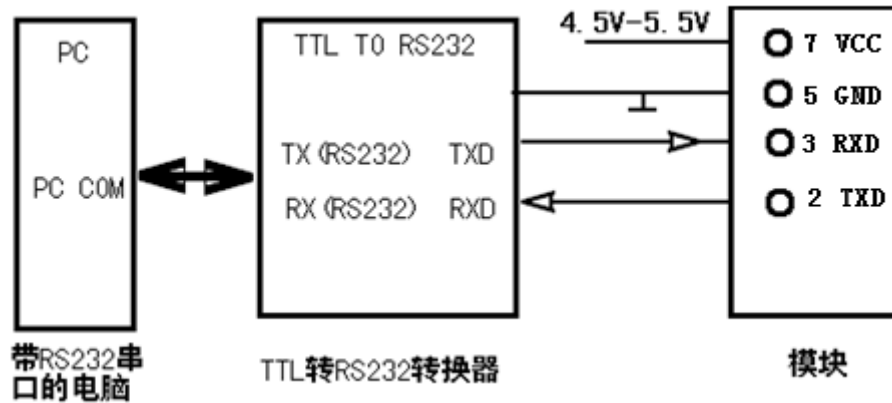 PC
PC COM
带RS232串
口的电脑
TTL TO RS232
TX(RS232) TXD
RX(RS232) RXD
TTL转RS232转换器
4.5V-5.5V
7 VCC
5 GND
3 RXD
2 TXD
模块